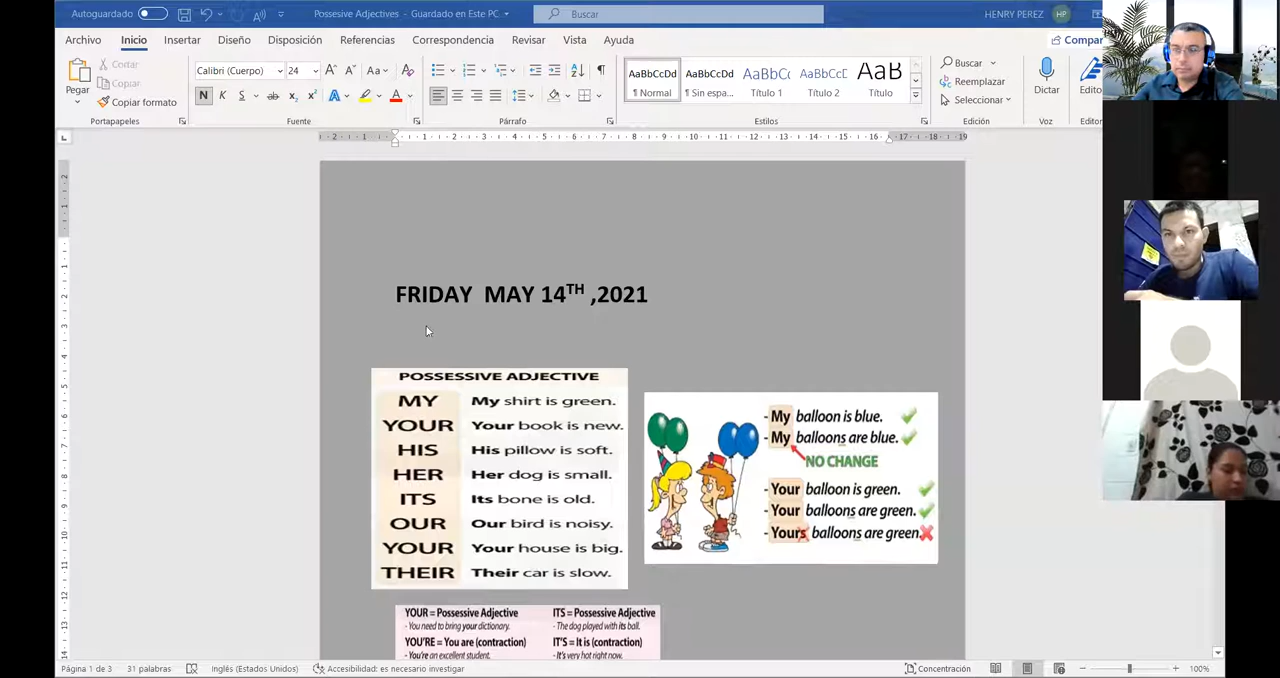 Autoguardado
Possesive Adjectives - Guardado en Este PC
Buscar
HENRY PEREZ
HP
Archivo Inicio Insertar Diseño Disposición Referencias Correspondencia Revisar Vista Ayuda
Compar
Pegar
Cortar
Copiar
Copiar formato
Portapapeles
Calibri (Cuerpo) 24
Aa
N K S ab x₂ x² A A
Fuente
Párrafo
AaBbCcDd AaBbCcDd AaBbCc AaBbCcD AaB
¶ Normal ¶ Sin espa... Título 1 Título 2 Título
Estilos
Buscar
Reemplazar
Seleccionar
Edición
Dictar
Voz
Edito
Editor
FRIDAY MAY 14TH ,2021
POSSESSIVE ADJECTIVE
MY My shirt is green.
YOUR Your book is new.
HIS His pillow is soft.
HER Her dog is small.
ITS Its bone is old.
OUR Our bird is noisy.
YOUR Your house is big.
THEIR Their car is slow.
- My balloon is blue.
- My balloons are blue.
NO CHANGE
- Your balloon is green.
- Your balloons are green.
- Yours balloons are green.
YOUR = Possessive Adjective
- You need to bring your dictionary.
YOU'RE = You are (contraction)
- You're an excellent student.
ITS = Possessive Adjective
- The dog played with its ball.
IT'S = It is (contraction)
- It's very hot right now.
Página 1 de 3 31 palabras Inglés (Estados Unidos) Accesibilidad: es necesario investigar
Concentración
100%